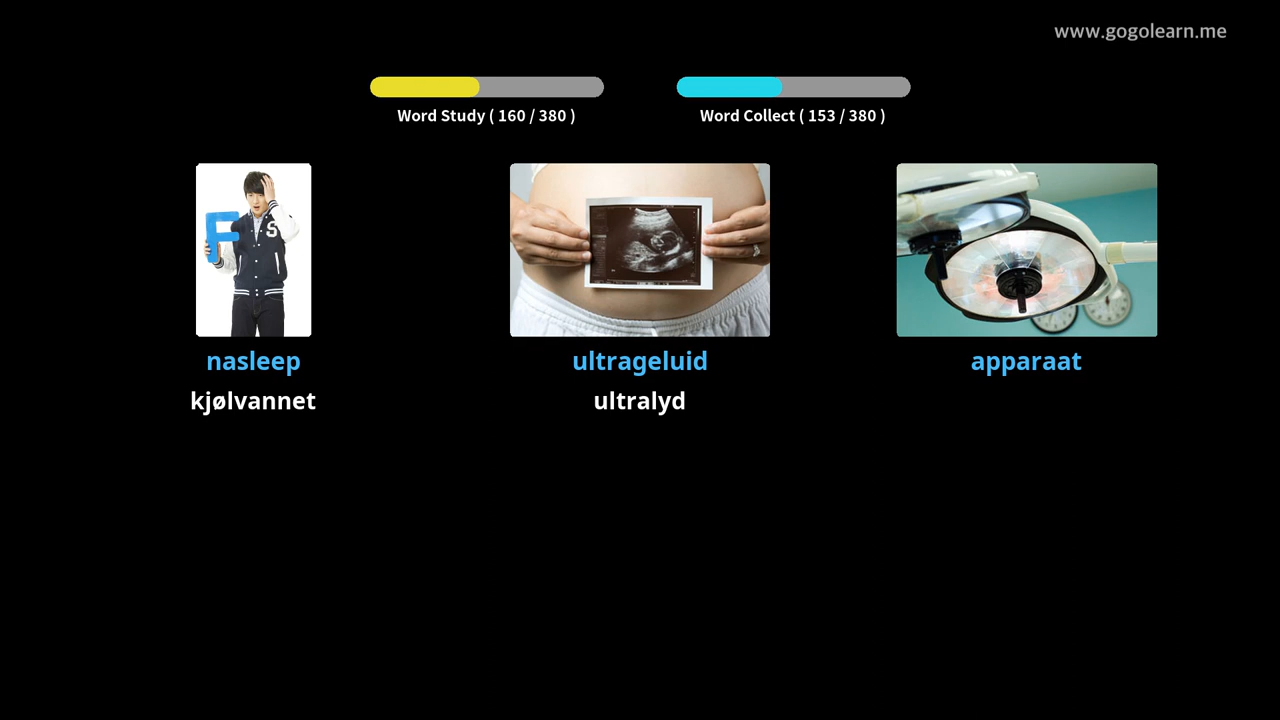 www.gogolearn.me
Word Study ( 160 / 380 )
Word Collect ( 153 / 380 )
F
S
nasleep
ultrageluid
apparaat
kjølvannet
ultralyd